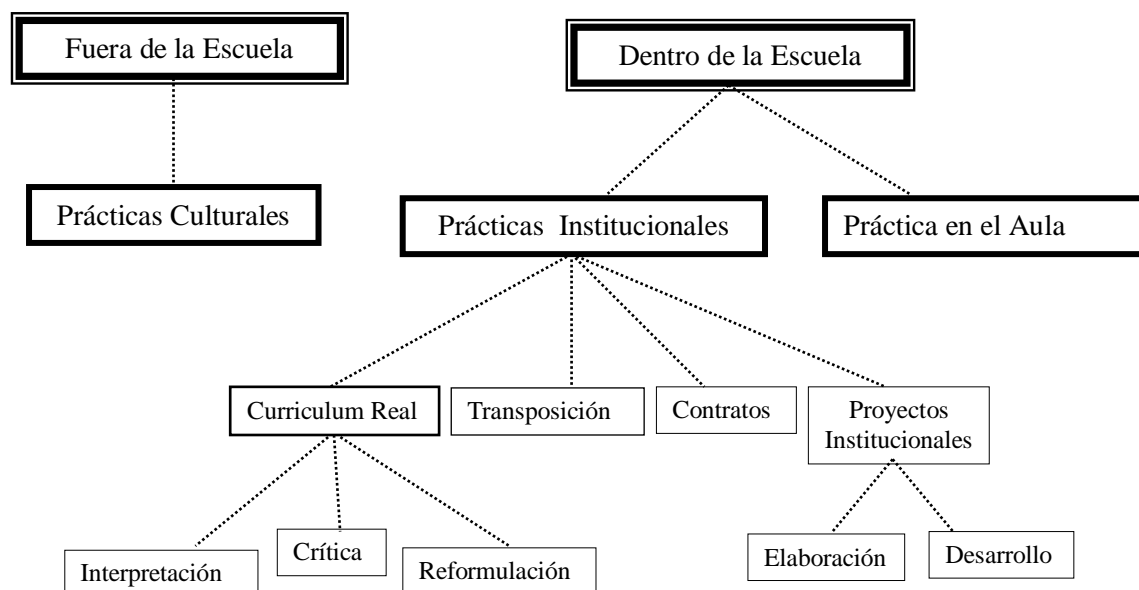 Fuera de la Escuela
Dentro de la Escuela
Prácticas Culturales
Prácticas Institucionales
Práctica en el Aula
Curriculum Real
Transposición
Contratos
Proyectos
Institucionales
Interpretación
Crítica
Reformulación
Elaboración
Desarrollo